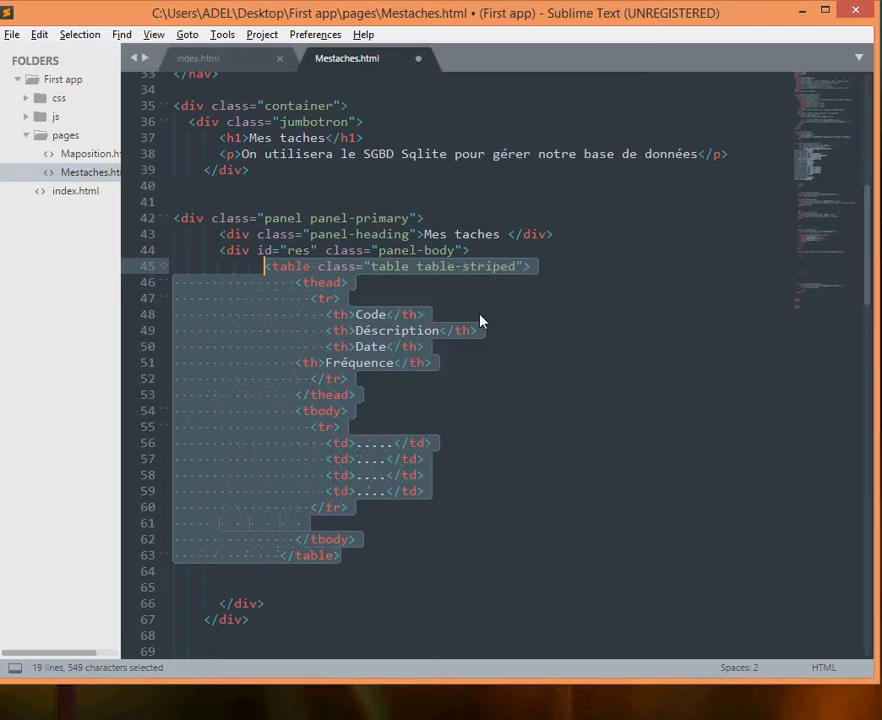 C:\Users\ADEL\Desktop\First app\pages\Mestaches.html • (First app) - Sublime Text (UNREGISTERED)
File Edit Selection Find View Goto Tools Project Preferences Help
FOLDERS
First app
css
js
pages
Maposition.ht
Mestaches.ht
index.html
index.html × Mestaches.html
33 </nav>
34
35 <div class="container">
36 <div class="jumbotron">
37 <h1>Mes taches</h1>
38 <p>On utilisera le SGBD Sqlite pour gérer notre base de données</p>
39 </div>
40
41
42 <div class="panel panel-primary">
43 <div class="panel-heading">Mes taches </div>
44 <div id="res" class="panel-body">
45 <table class="table table-striped">
46 <thead>
47 <tr>
48 <th>Code</th>
49 <th>Déscription</th>
50 <th>Date</th>
51 <th>Fréquence</th>
52 </tr>
53 </thead>
54 <tbody>
55 <tr>
56 <td>.....</td>
57 <td>....</td>
58 <td>....</td>
59 <td>....</td>
60 </tr>
61
62 </tbody>
63 </table>
64
65
66 </div>
67 </div>
68
69
19 lines, 549 characters selected Spaces: 2 HTML